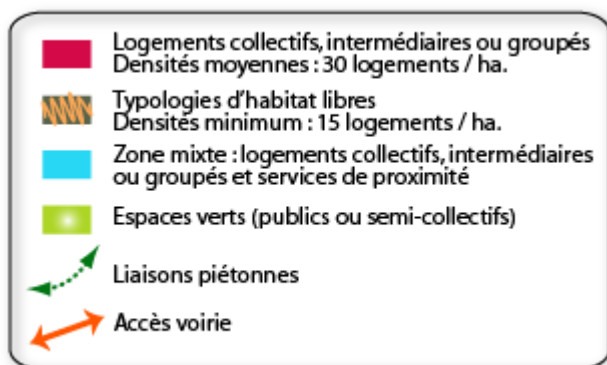 Logements collectifs, intermédiaires ou groupés
Densités moyennes : 30 logements / ha.
Typologies d'habitat libres
Densités minimum : 15 logements / ha.
Zone mixte : logements collectifs, intermédiaires
ou groupés et services de proximité
Espaces verts (publics ou semi-collectifs)
Liaisons piétonnes
Accès voirie